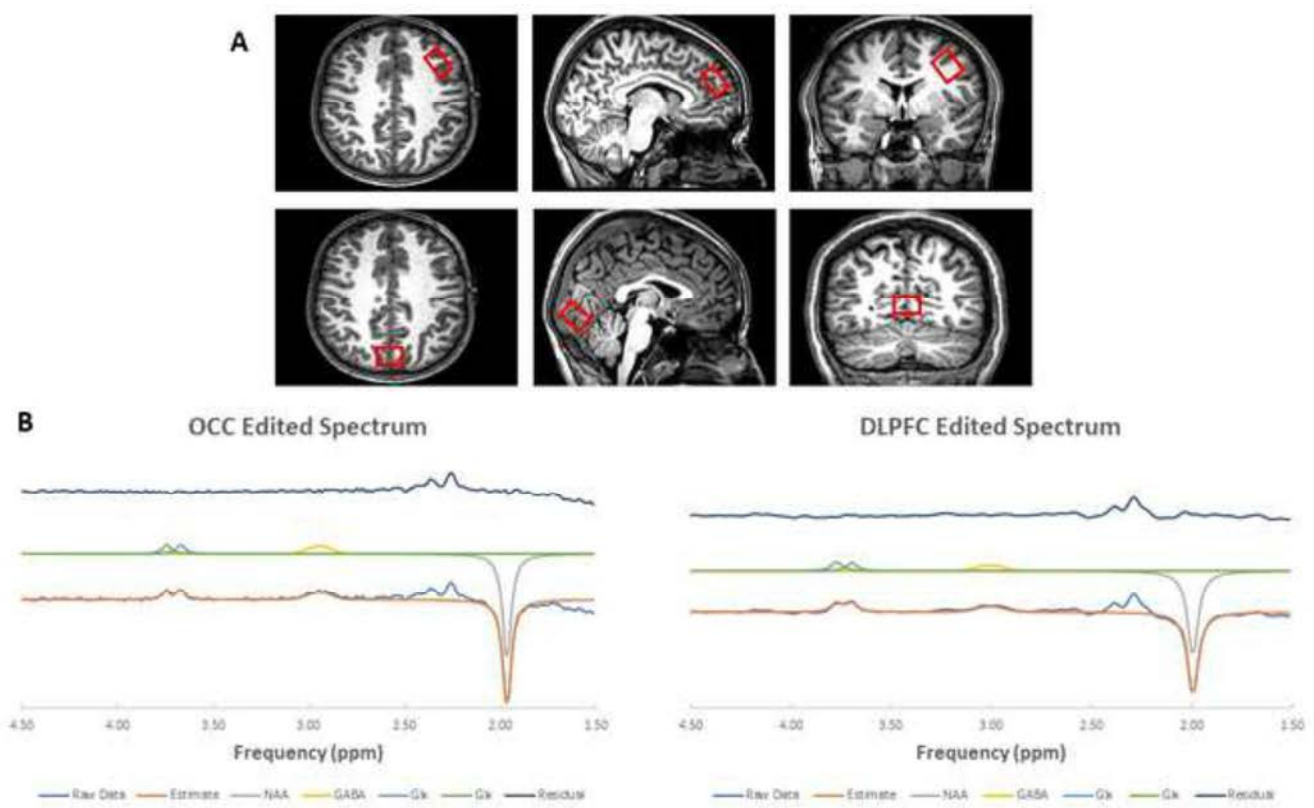 A
B
OCC Edited Spectrum
4.50 4.00 3.50 3.00 2.50 2.00 1.50
Frequency (ppm)
Raw Data Estimate NAA GABA Glx Glx Residual
DLPFC Edited Spectrum
4.50 4.00 3.50 3.00 2.50 2.00 1.50
Frequency (ppm)
Raw Data Estimate NAA GABA Glx Glx Residual